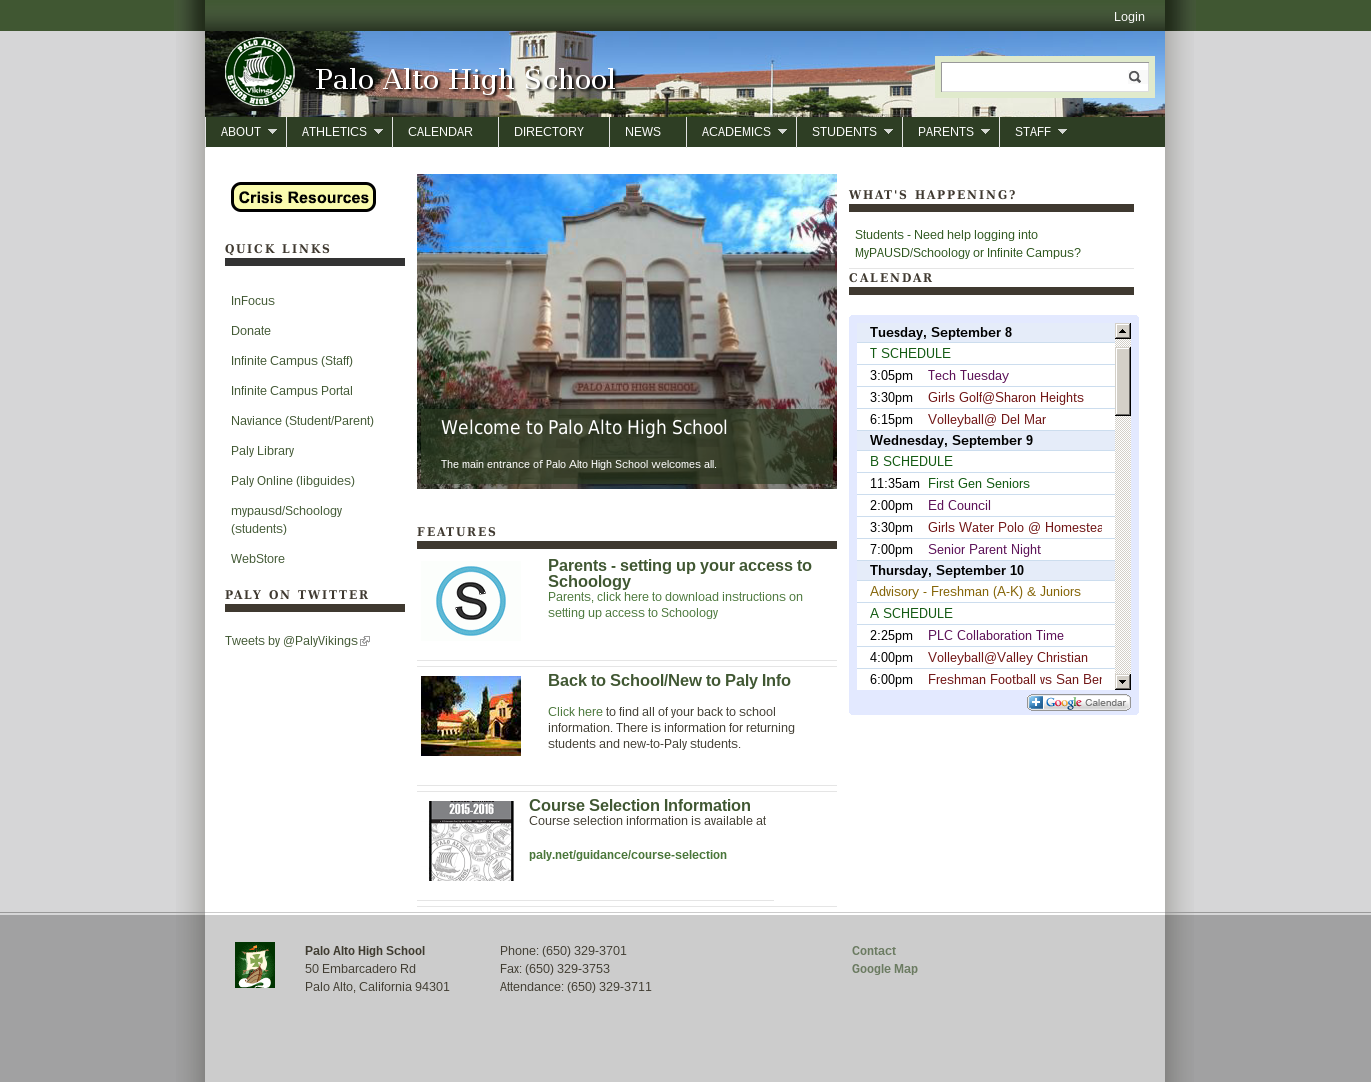 Login
PALO ALTO
SENIOR HIGH SCHOOL
Vikings
Palo Alto High School
ABOUT
ATHLETICS
CALENDAR
DIRECTORY
NEWS
ACADEMICS
STUDENTS
PARENTS
STAFF
Crisis Resources
QUICK LINKS
InFocus
Donate
Infinite Campus (Staff)
Infinite Campus Portal
Naviance (Student/Parent)
Paly Library
Paly Online (libguides)
mypausd/Schoology
(students)
WebStore
PALY ON TWITTER
Tweets by @PalyVikings
PALO ALTO HIGH SCHOOL
Welcome to Palo Alto High School
The main entrance of Palo Alto High School welcomes all.
FEATURES
S
Parents - setting up your access to
Schoology
Parents, click here to download instructions on
setting up access to Schoology
Back to School/New to Paly Info
Click here to find all of your back to school
information. There is information for returning
students and new-to-Paly students.
2015-2016
Course Selection Information
Course selection information is available at
paly.net/guidance/course-selection
WHAT'S HAPPENING?
Students - Need help logging into
MyPAUSD/Schoology or Infinite Campus?
CALENDAR
Tuesday, September 8
T SCHEDULE
3:05pm Tech Tuesday
3:30pm Girls Golf@Sharon Heights
6:15pm Volleyball@ Del Mar
Wednesday, September 9
B SCHEDULE
11:35am First Gen Seniors
2:00pm Ed Council
3:30pm Girls Water Polo @ Homestea
7:00pm Senior Parent Night
Thursday, September 10
Advisory - Freshman (A-K) & Juniors
A SCHEDULE
2:25pm PLC Collaboration Time
4:00pm Volleyball@Valley Christian
6:00pm Freshman Football vs San Ber
Google Calendar
Palo Alto High School
50 Embarcadero Rd
Palo Alto, California 94301
Phone: (650) 329-3701
Fax: (650) 329-3753
Attendance: (650) 329-3711
Contact
Google Map